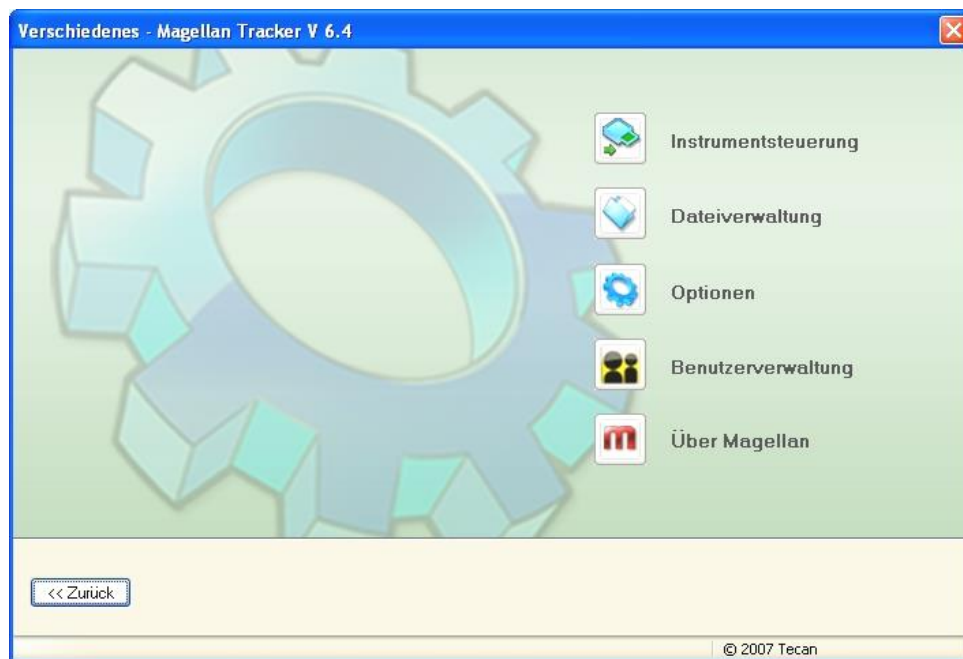 Verschiedenes - Magellan Tracker V 6.4
Instrumentsteuerung
Dateiverwaltung
Optionen
Benutzerverwaltung
m
Über Magellan
<< Zurück
© 2007 Tecan